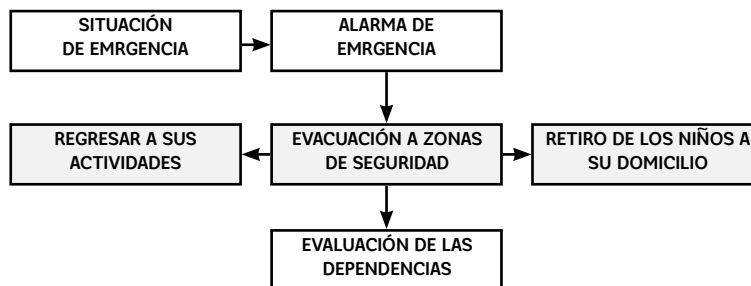 SITUACIÓN
DE EMRGENCIA
ALARMA DE
EMRGENCIA
REGRESAR A SUS
ACTIVIDADES
EVACUACIÓN A ZONAS
DE SEGURIDAD
RETIRO DE LOS NIÑOS A
SU DOMICILIO
EVALUACIÓN DE LAS
DEPENDENCIAS